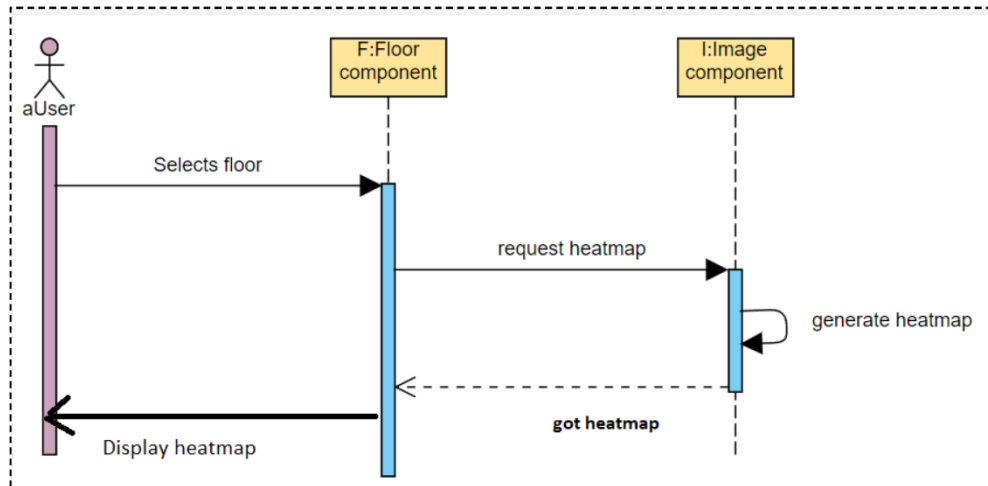 F:Floor
component
I:Image
component
aUser
Selects floor
request heatmap
generate heatmap
got heatmap
Display heatmap